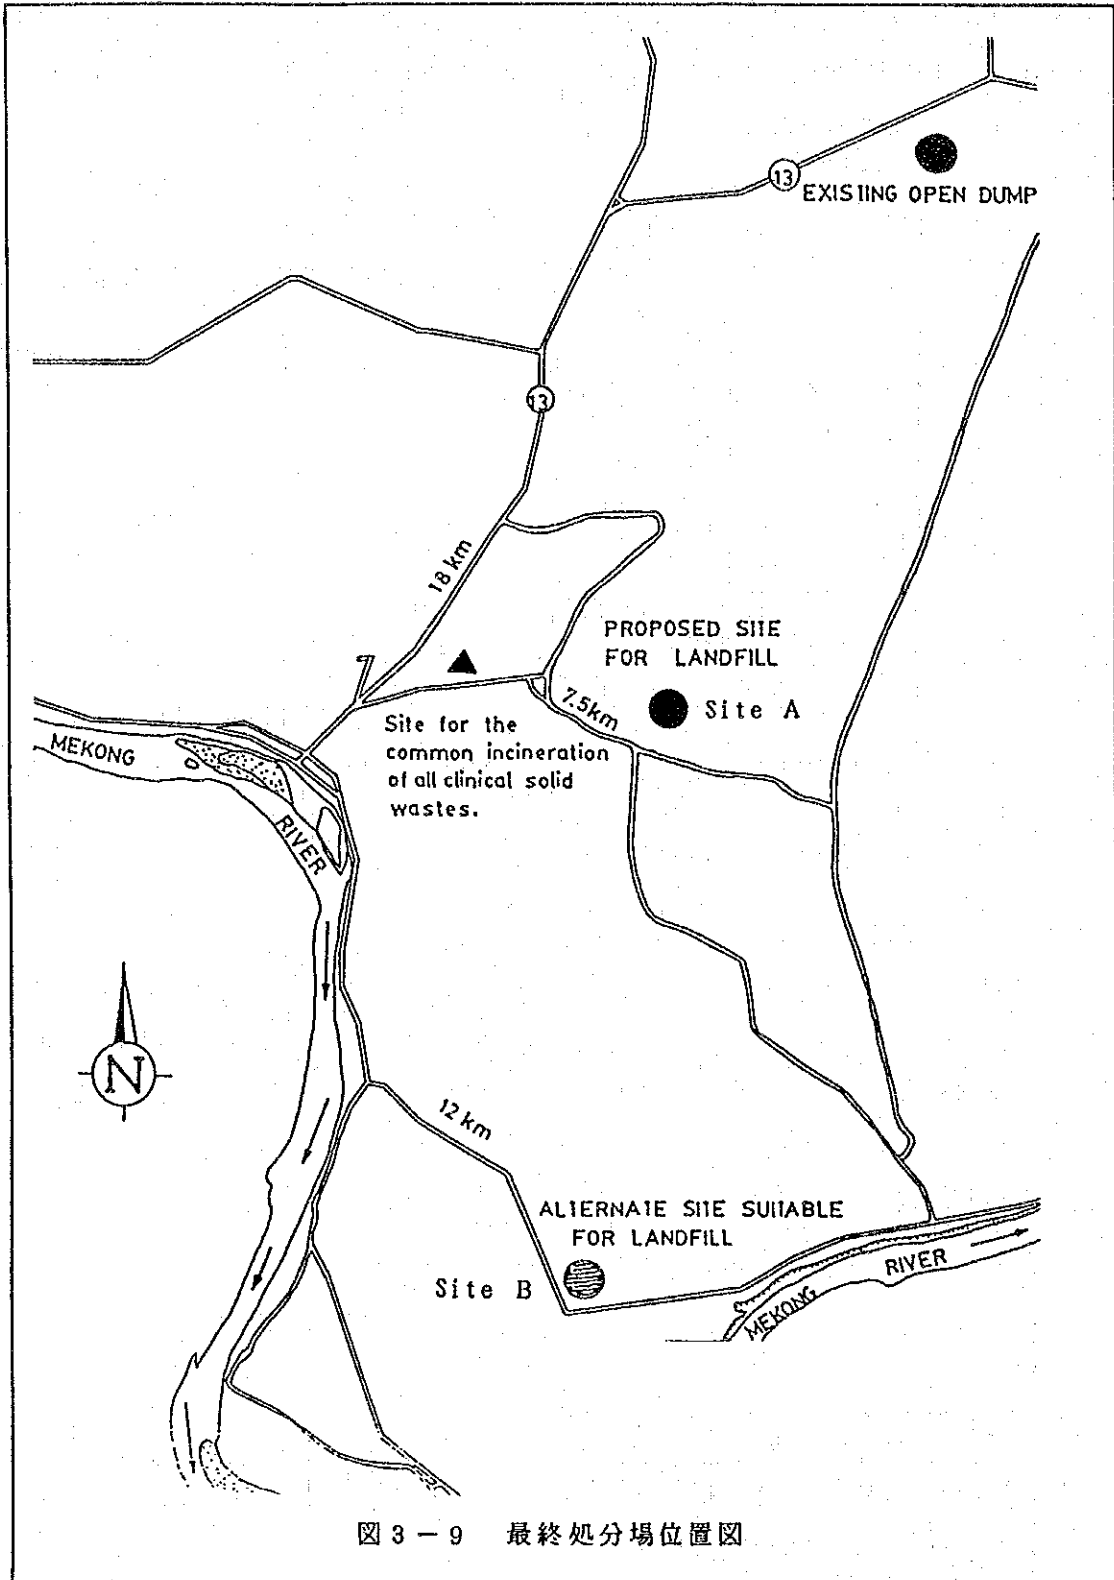 13
EXISTING OPEN DUMP
13
18 km
PROPOSED SITE
FOR LANDFILL
Site A
7.5km
Site for the
common incineration
of all clinical solid
wastes.
MEKONG
RIVER
N
12 km
ALTERNATE SITE SUITABLE
FOR LANDFILL
Site B
MEKONG
RIVER
図3-9 最終処分場位置図